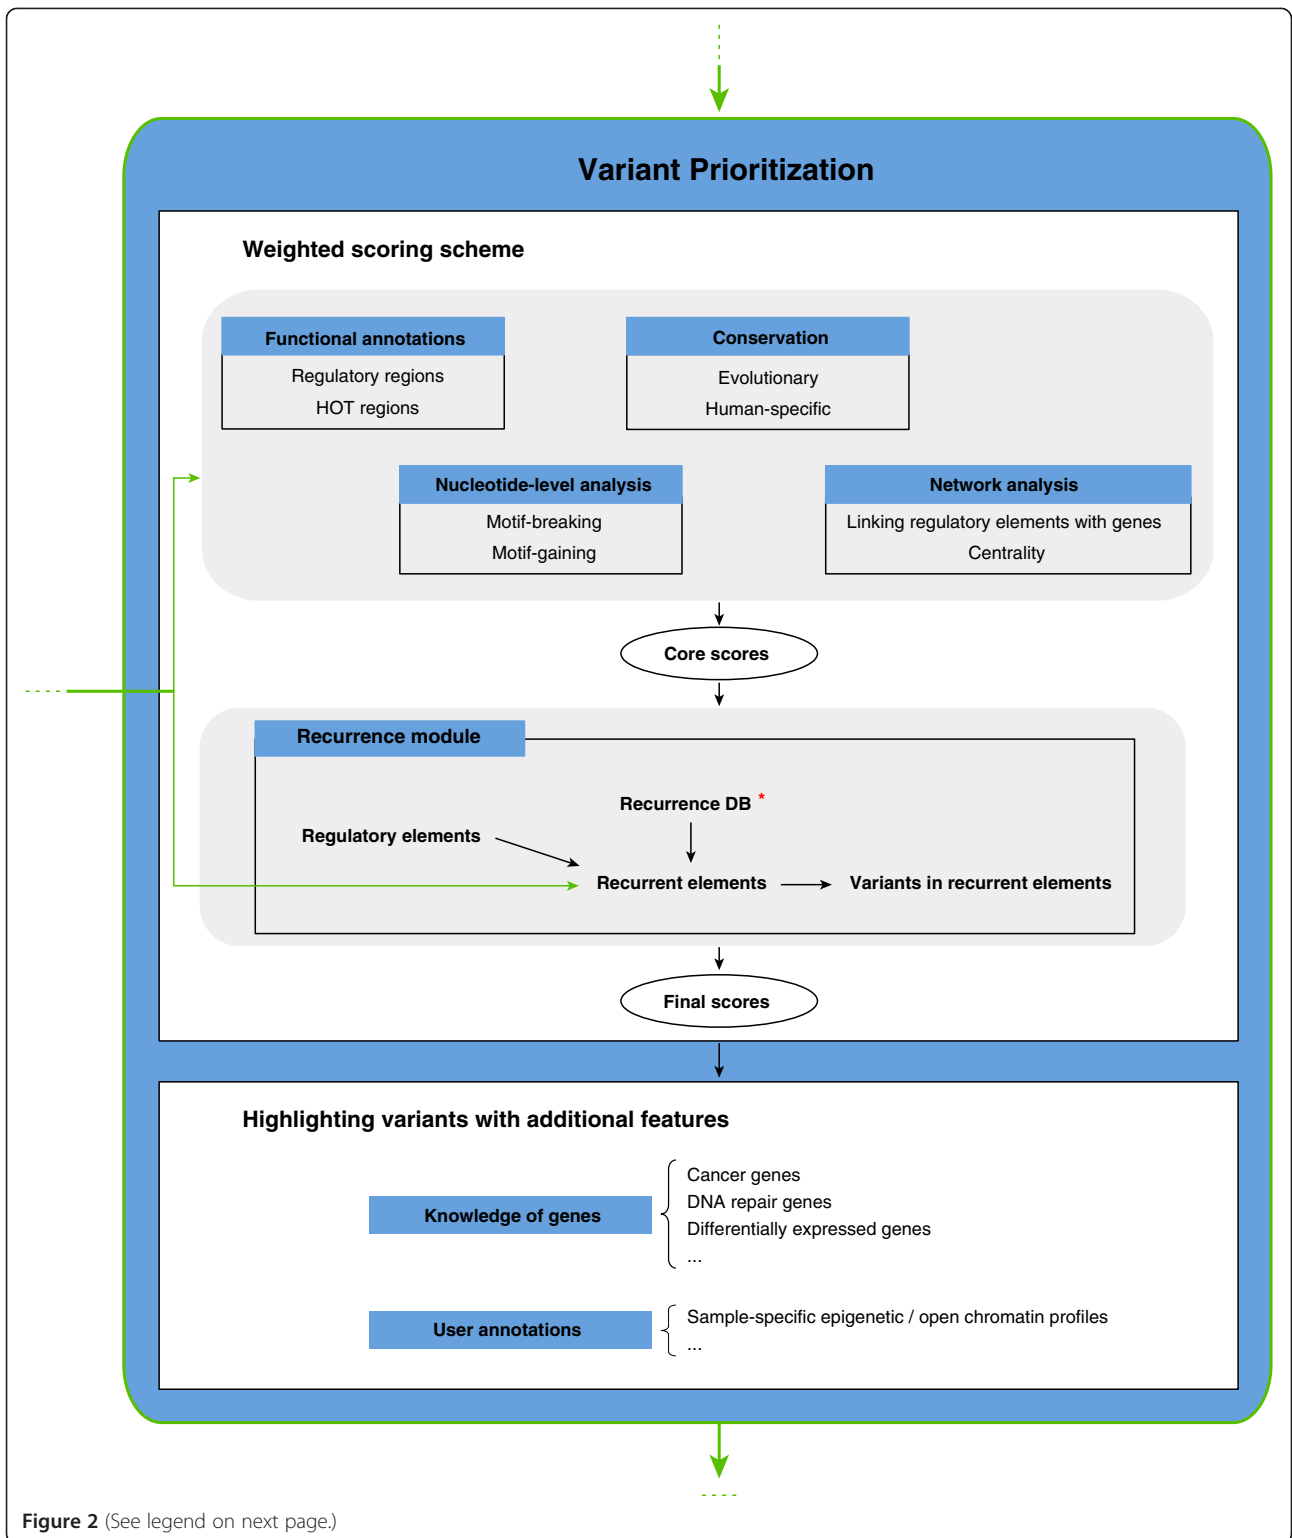 Variant Prioritization
Weighted scoring scheme
Functional annotations
Regulatory regions
HOT regions
Conservation
Evolutionary
Human-specific
Nucleotide-level analysis
Motif-breaking
Motif-gaining
Network analysis
Linking regulatory elements with genes
Centrality
Core scores
Recurrence module
Recurrence DB *
Regulatory elements
Recurrent elements
Variants in recurrent elements
Final scores
Highlighting variants with additional features
Knowledge of genes
Cancer genes
DNA repair genes
Differentially expressed genes
...
User annotations
Sample-specific epigenetic / open chromatin profiles
...
Figure 2 (See legend on next page.)